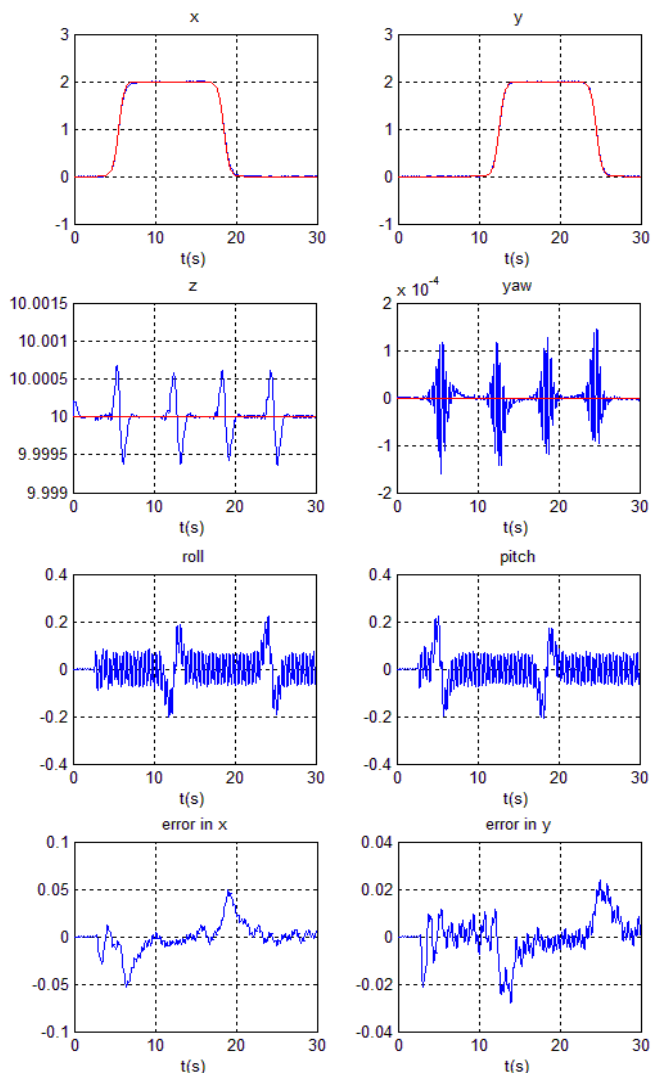 x
3
2
1
0
-1
0 10 20 30
t(s)
y
3
2
1
0
-1
0 10 20 30
t(s)
z
10.0015
10.001
10.0005
10
9.9995
9.999
0 10 20 30
t(s)
yaw
x 10^-4
2
1
0
-1
-2
0 10 20 30
t(s)
roll
0.4
0.2
0
-0.2
-0.4
0 10 20 30
t(s)
pitch
0.4
0.2
0
-0.2
-0.4
0 10 20 30
t(s)
error in x
0.1
0.05
0
-0.05
-0.1
0 10 20 30
t(s)
error in y
0.04
0.02
0
-0.02
-0.04
0 10 20 30
t(s)